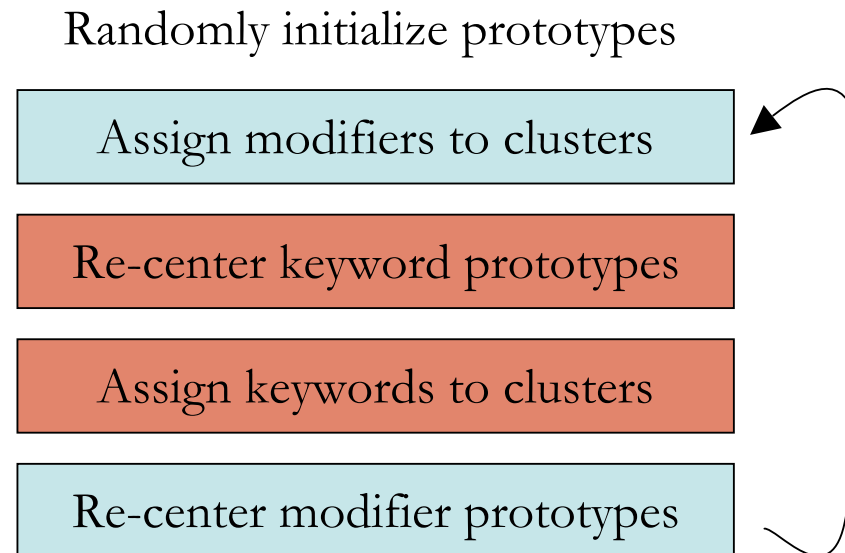 Randomly initialize prototypes
Assign modifiers to clusters
Re-center keyword prototypes
Assign keywords to clusters
Re-center modifier prototypes